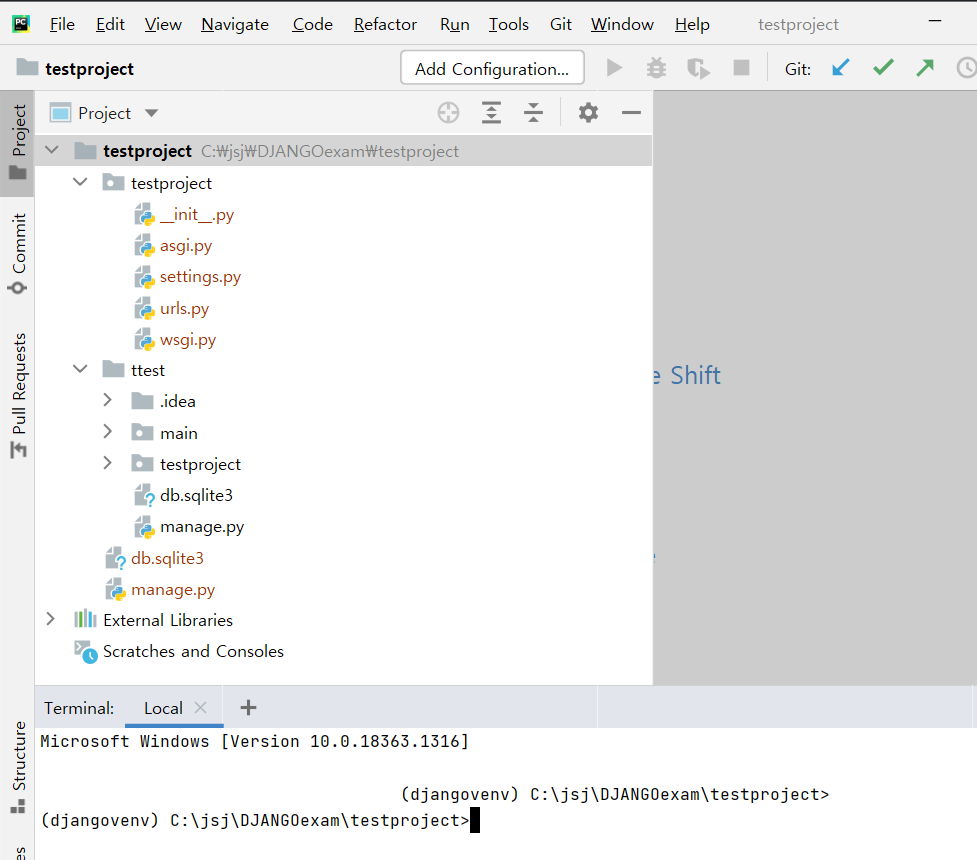 PC File Edit View Navigate Code Refactor Run Tools Git Window Help testproject
testproject Add Configuration... Git:
Project
Project
testproject C:₩jsj₩DJANGOexam₩testproject
testproject
__init__.py
asgi.py
settings.py
urls.py
wsgi.py
ttest
.idea
main
testproject
db.sqlite3
manage.py
db.sqlite3
manage.py
External Libraries
Scratches and Consoles
Commit
Pull Requests
e Shift
Structure
Terminal: Local
Microsoft Windows [Version 10.0.18363.1316]
(djangovenv) C:\jsj\DJANGOexam\testproject>
(djangovenv) C:\jsj\DJANGOexam\testproject>